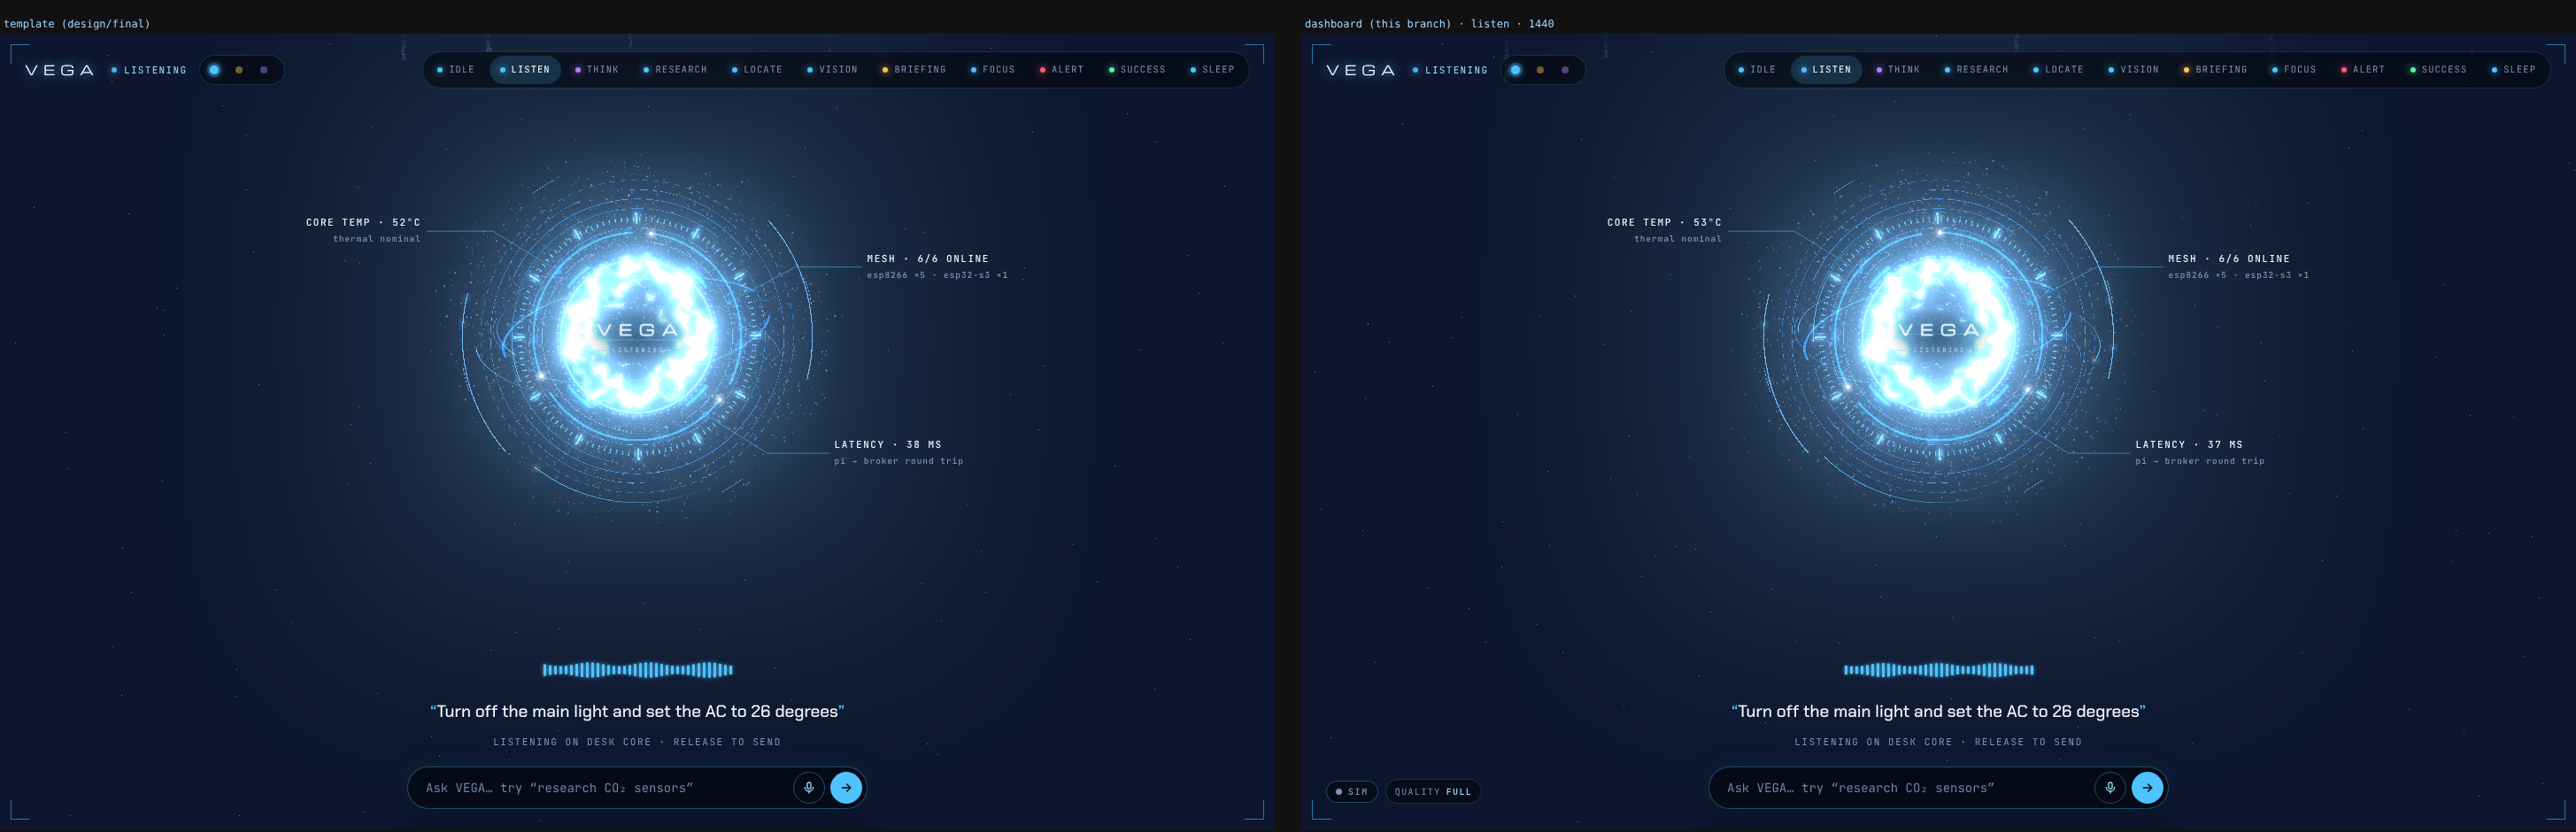 template (design/final)
VEGA LISTENING
IDLE LISTEN THINK RESEARCH LOCATE VISION BRIEFING FOCUS ALERT SUCCESS SLEEP
CORE TEMP · 52°C
thermal nominal
MESH · 6/6 ONLINE
esp8266 ×5 · esp32-s3 ×1
VEGA
LISTENING
LATENCY · 38 MS
pi → broker round trip
“Turn off the main light and set the AC to 26 degrees”
LISTENING ON DESK CORE · RELEASE TO SEND
Ask VEGA… try “research CO₂ sensors”
dashboard (this branch) · listen · 1440
VEGA LISTENING
IDLE LISTEN THINK RESEARCH LOCATE VISION BRIEFING FOCUS ALERT SUCCESS SLEEP
CORE TEMP · 53°C
thermal nominal
MESH · 6/6 ONLINE
esp8266 ×5 · esp32-s3 ×1
VEGA
LISTENING
LATENCY · 37 MS
pi → broker round trip
“Turn off the main light and set the AC to 26 degrees”
LISTENING ON DESK CORE · RELEASE TO SEND
SIM QUALITY FULL
Ask VEGA… try “research CO₂ sensors”